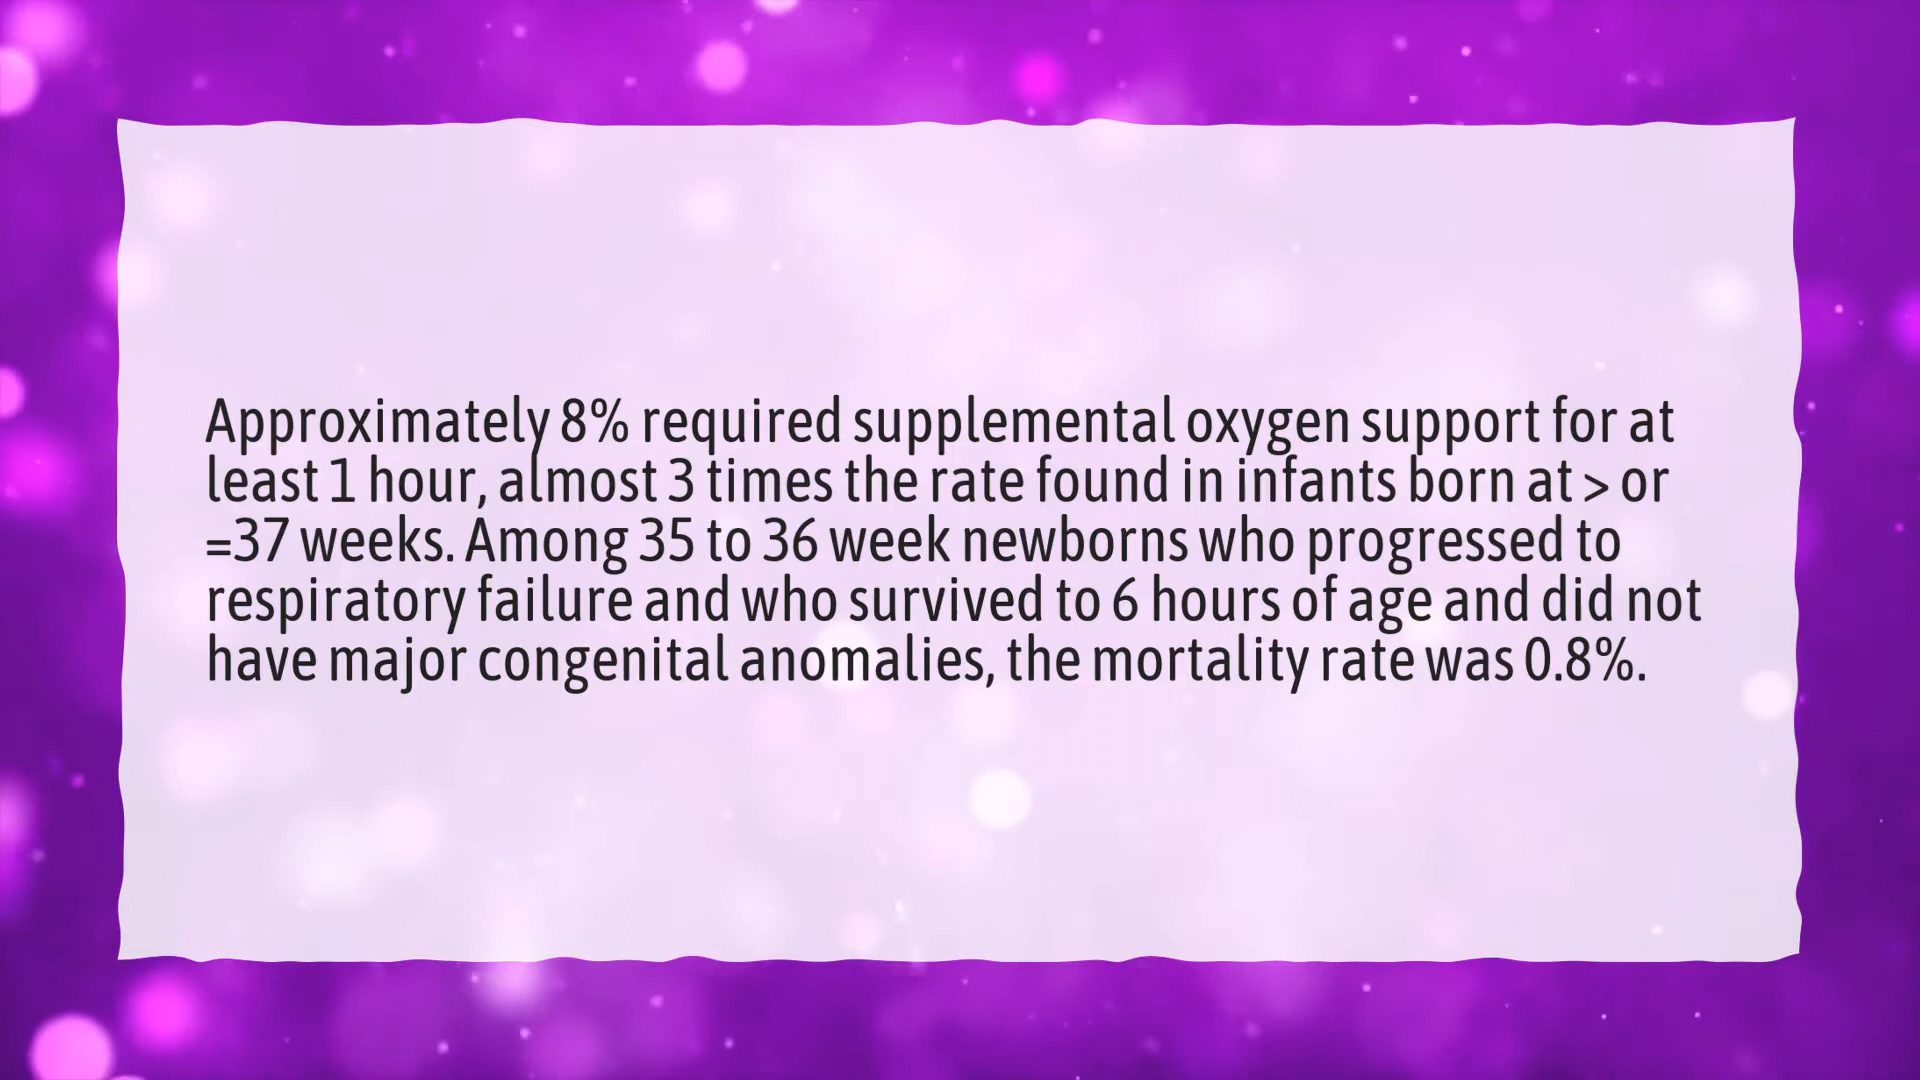 Approximately 8% required supplemental oxygen support for at
least 1 hour, almost 3 times the rate found in infants born at > or
=37 weeks. Among 35 to 36 week newborns who progressed to
respiratory failure and who survived to 6 hours of age and did not
have major congenital anomalies, the mortality rate was 0.8%.